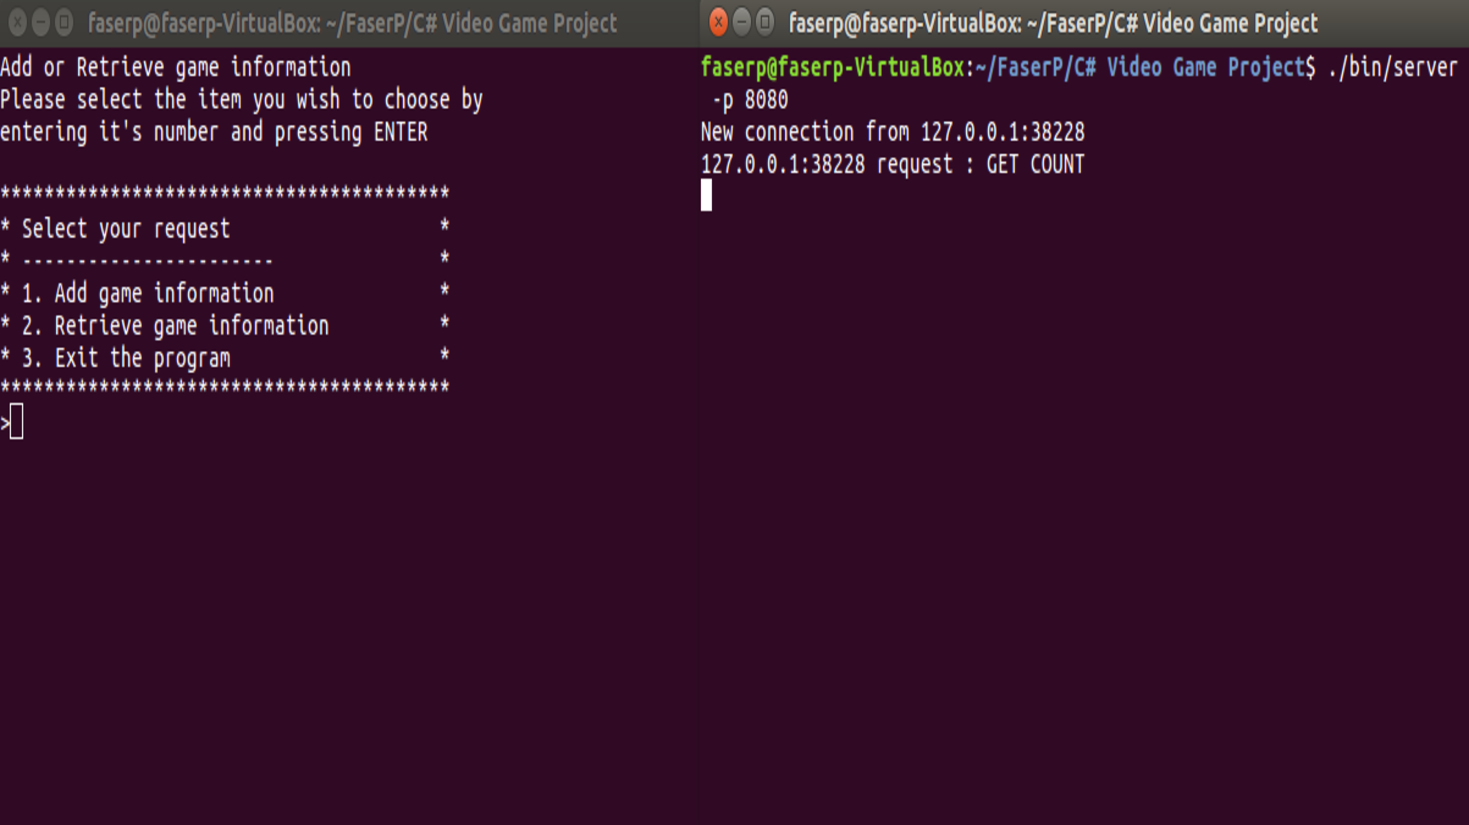 faserp@faserp-VirtualBox: ~/FaserP/C# Video Game Project
Add or Retrieve game information
Please select the item you wish to choose by
entering it's number and pressing ENTER
*****************************************
* Select your request                   *
* -----------------------               *
* 1. Add game information               *
* 2. Retrieve game information          *
* 3. Exit the program                   *
*****************************************
>
faserp@faserp-VirtualBox: ~/FaserP/C# Video Game Project
faserp@faserp-VirtualBox:~/FaserP/C# Video Game Project$ ./bin/server
 -p 8080
New connection from 127.0.0.1:38228
127.0.0.1:38228 request : GET COUNT